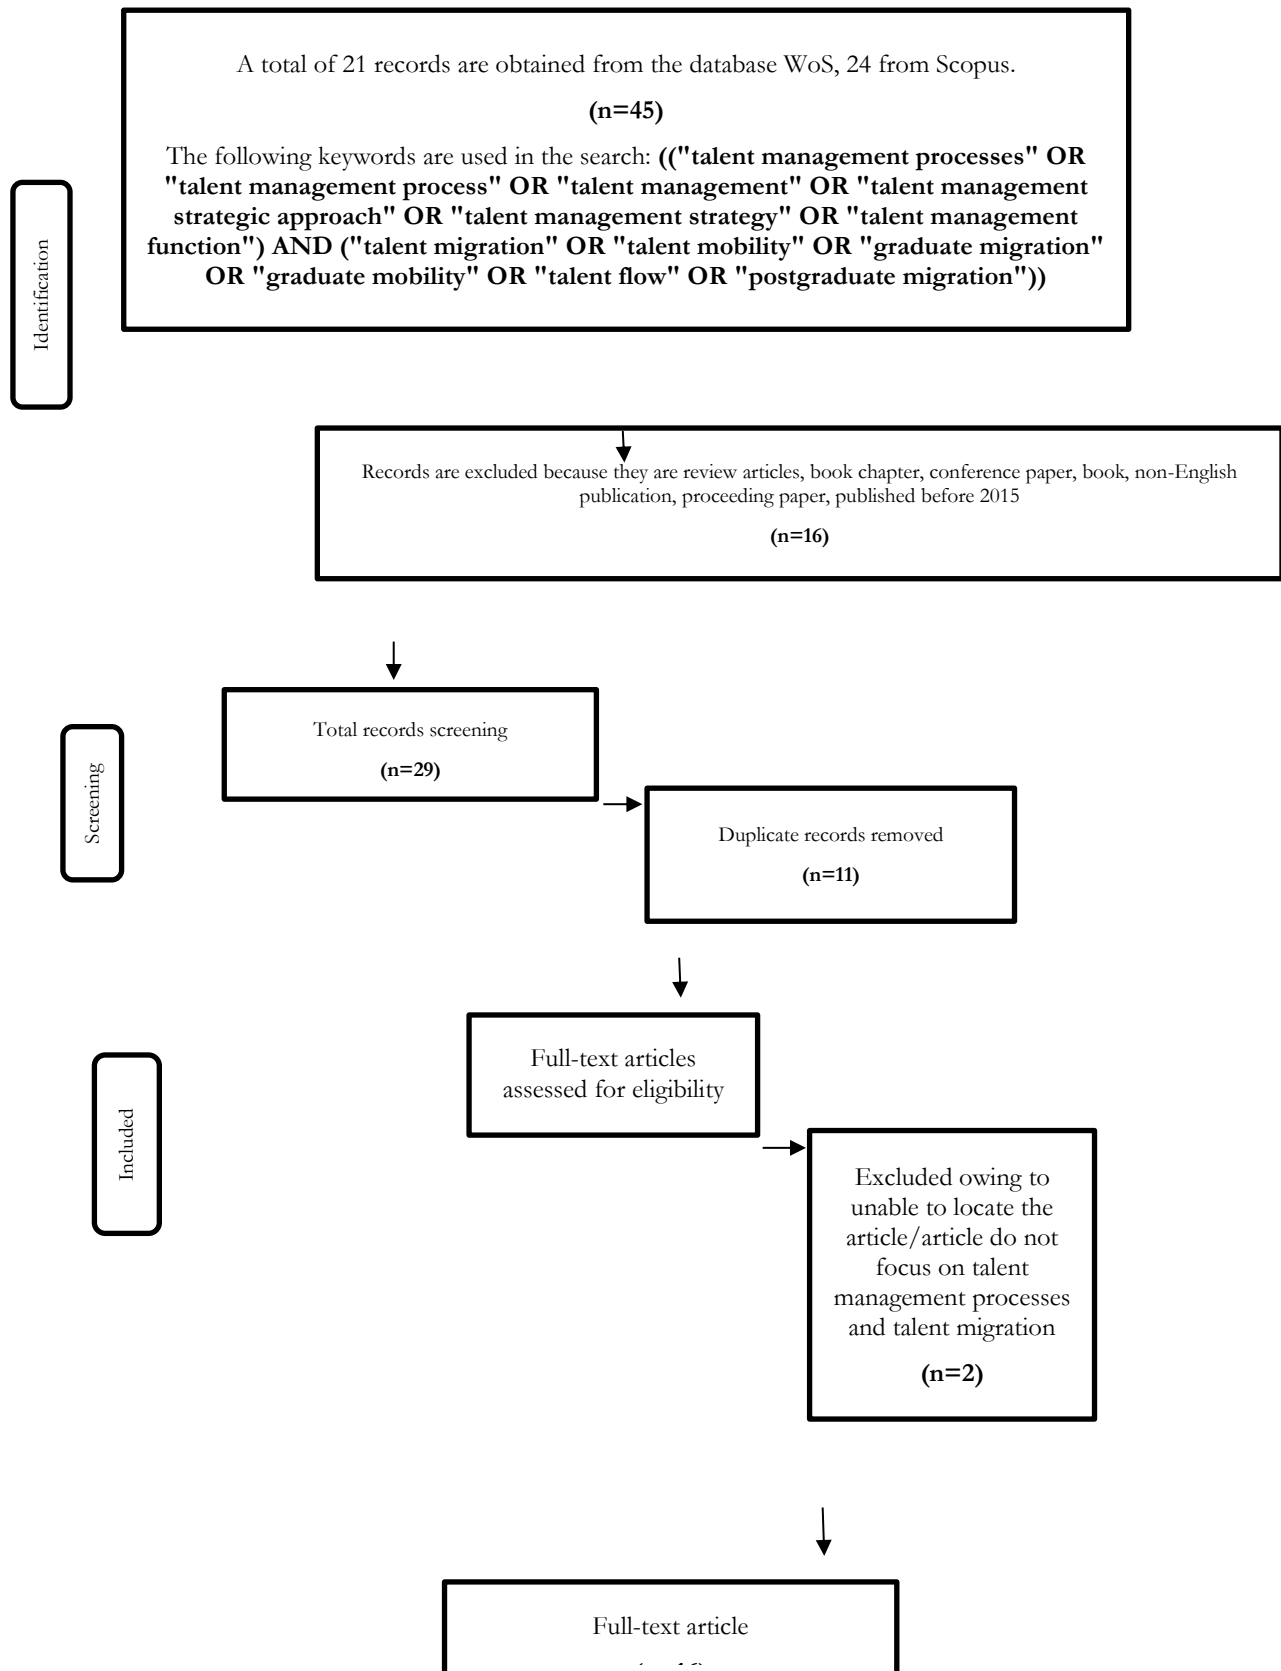 A total of 21 records are obtained from the database WoS, 24 from Scopus.
(n=45)
The following keywords are used in the search: (("talent management processes" OR
"talent management process" OR "talent management" OR "talent management
strategic approach" OR "talent management strategy" OR "talent management
function") AND ("talent migration" OR "talent mobility" OR "graduate migration"
OR "graduate mobility" OR "talent flow" OR "postgraduate migration"))
Identification
Records are excluded because they are review articles, book chapter, conference paper, book, non-English
publication, proceeding paper, published before 2015
(n=16)
Total records screening
(n=29)
Screening
Duplicate records removed
(n=11)
Full-text articles
assessed for eligibility
Included
Excluded owing to
unable to locate the
article/article do not
focus on talent
management processes
and talent migration
(n=2)
Full-text article